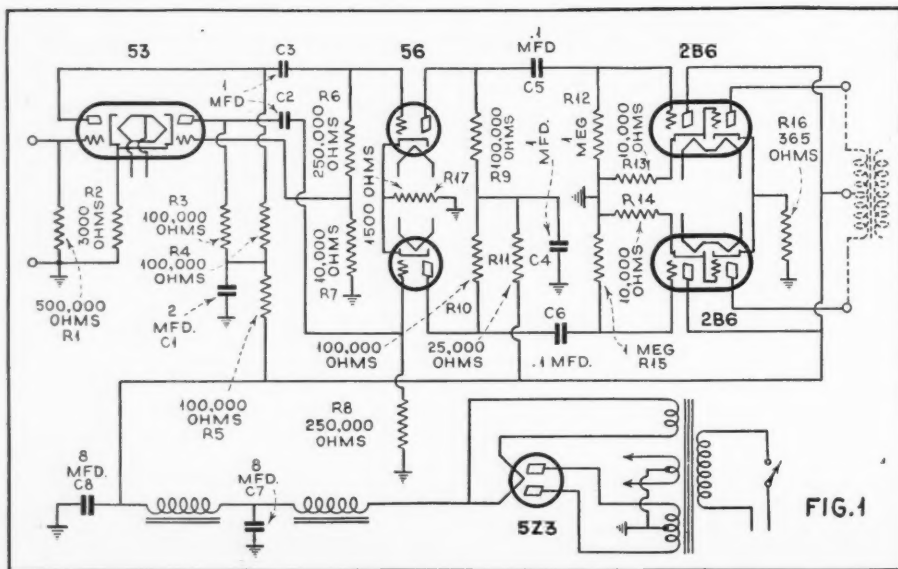 53
C3
1 MFD
C2
R6
250,000 OHMS
56
.1
MFD
C5
2B6
R2
3000 OHMS
R3
100,000
OHMS
R4
100,000
OHMS
500,000
OHMS
R1
2
MFD.
C1
100,000
OHMS
R5
10,000 OHMS
R7
1500 OHMS
R17
100,000 OHMS
R9
R10
R11
100,000
OHMS
25,000
OHMS
1 MFD.
C4
C6
.1 MFD.
R12
1 MEG
10,000 OHMS
R13
R14
10,000 OHMS
1 MEG
R15
2B6
R16
365
OHMS
R8
250,000
OHMS
8
MFD.
C8
8
MFD.
C7
5Z3
FIG.1